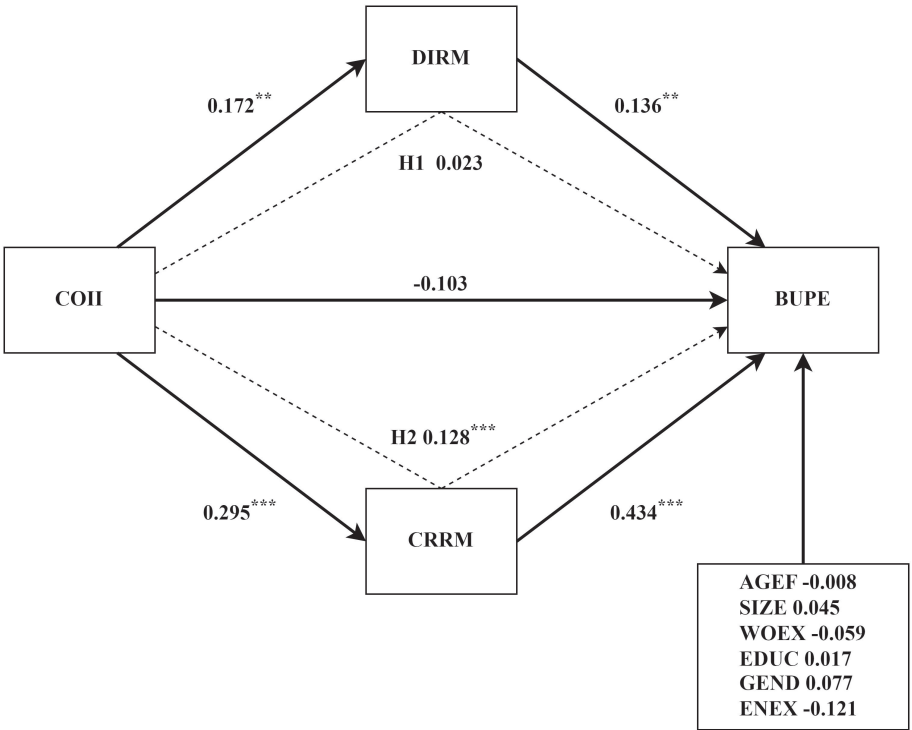 DIRM
0.172**
0.136**
H1 0.023
COII
-0.103
BUPE
H2 0.128***
0.295***
CRRM
0.434***
AGEF -0.008
SIZE 0.045
WOEX -0.059
EDUC 0.017
GEND 0.077
ENEX -0.121